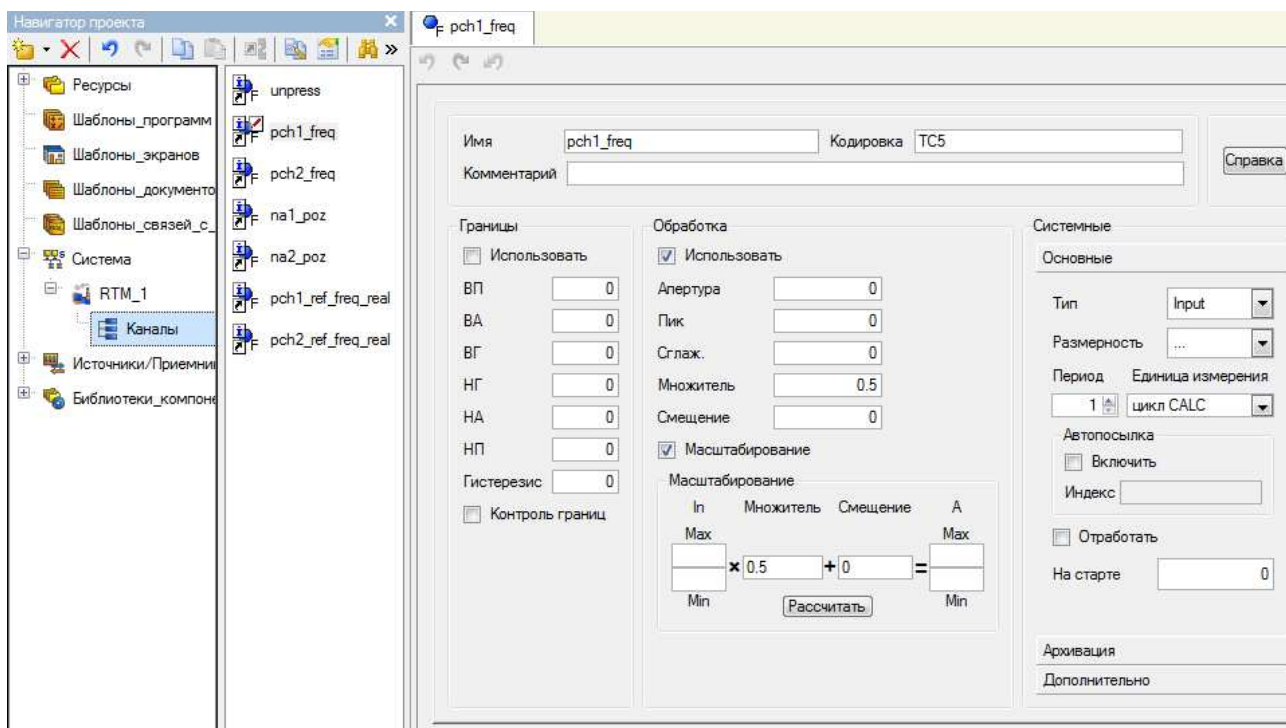 Навигатор проекта
pch1_freq
Ресурсы
Шаблоны_программ
Шаблоны_экранов
Шаблоны_документо
Шаблоны_связей_с_
Система
RTM_1
Каналы
Источники/Приемни
Библиотеки_компоне
unpress
pch1_freq
pch2_freq
na1_poz
na2_poz
pch1_ref_freq_real
pch2_ref_freq_real
Имя pch1_freq Кодировка TC5
Комментарий
Справка
Границы
Использовать
ВП 0
ВА 0
ВГ 0
НГ 0
НА 0
НП 0
Гистерезис 0
Контроль границ
Обработка
Использовать
Апертура 0
Пик 0
Сглаж. 0
Множитель 0.5
Смещение 0
Масштабирование
Масштабирование
In Множитель Смещение A
Max Max
× 0.5 + 0 =
Min Рассчитать Min
Системные
Основные
Тип Input
Размерность ...
Период Единица измерения
1 цикл CALC
Автопосылка
Включить
Индекс
Отработать
На старте 0
Архивация
Дополнительно